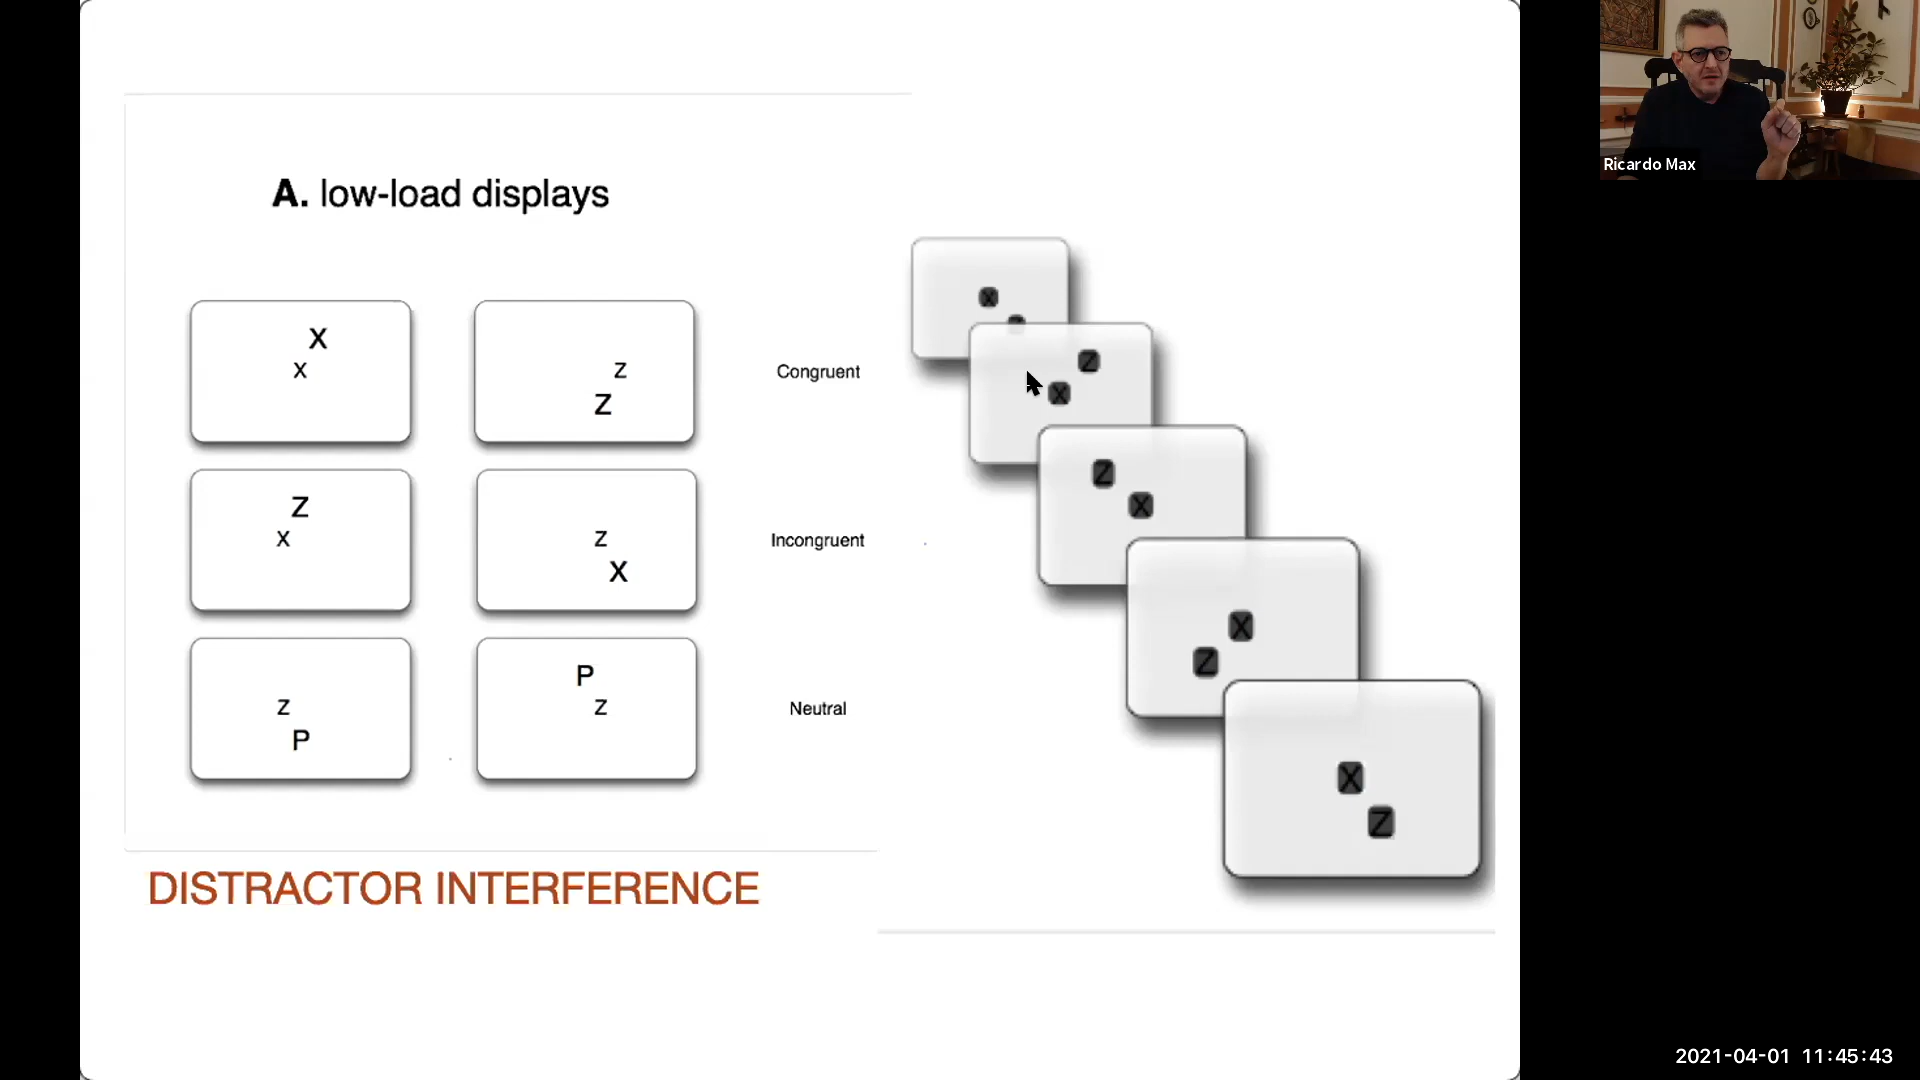 A. low-load displays
X
x
z
Z
Congruent
Z
x
z
X
Incongruent
z
P
P
z
Neutral
DISTRACTOR INTERFERENCE
X
Z
X
Z
X
X
Z
X
Z
Ricardo Max
2021-04-01 11:45:43